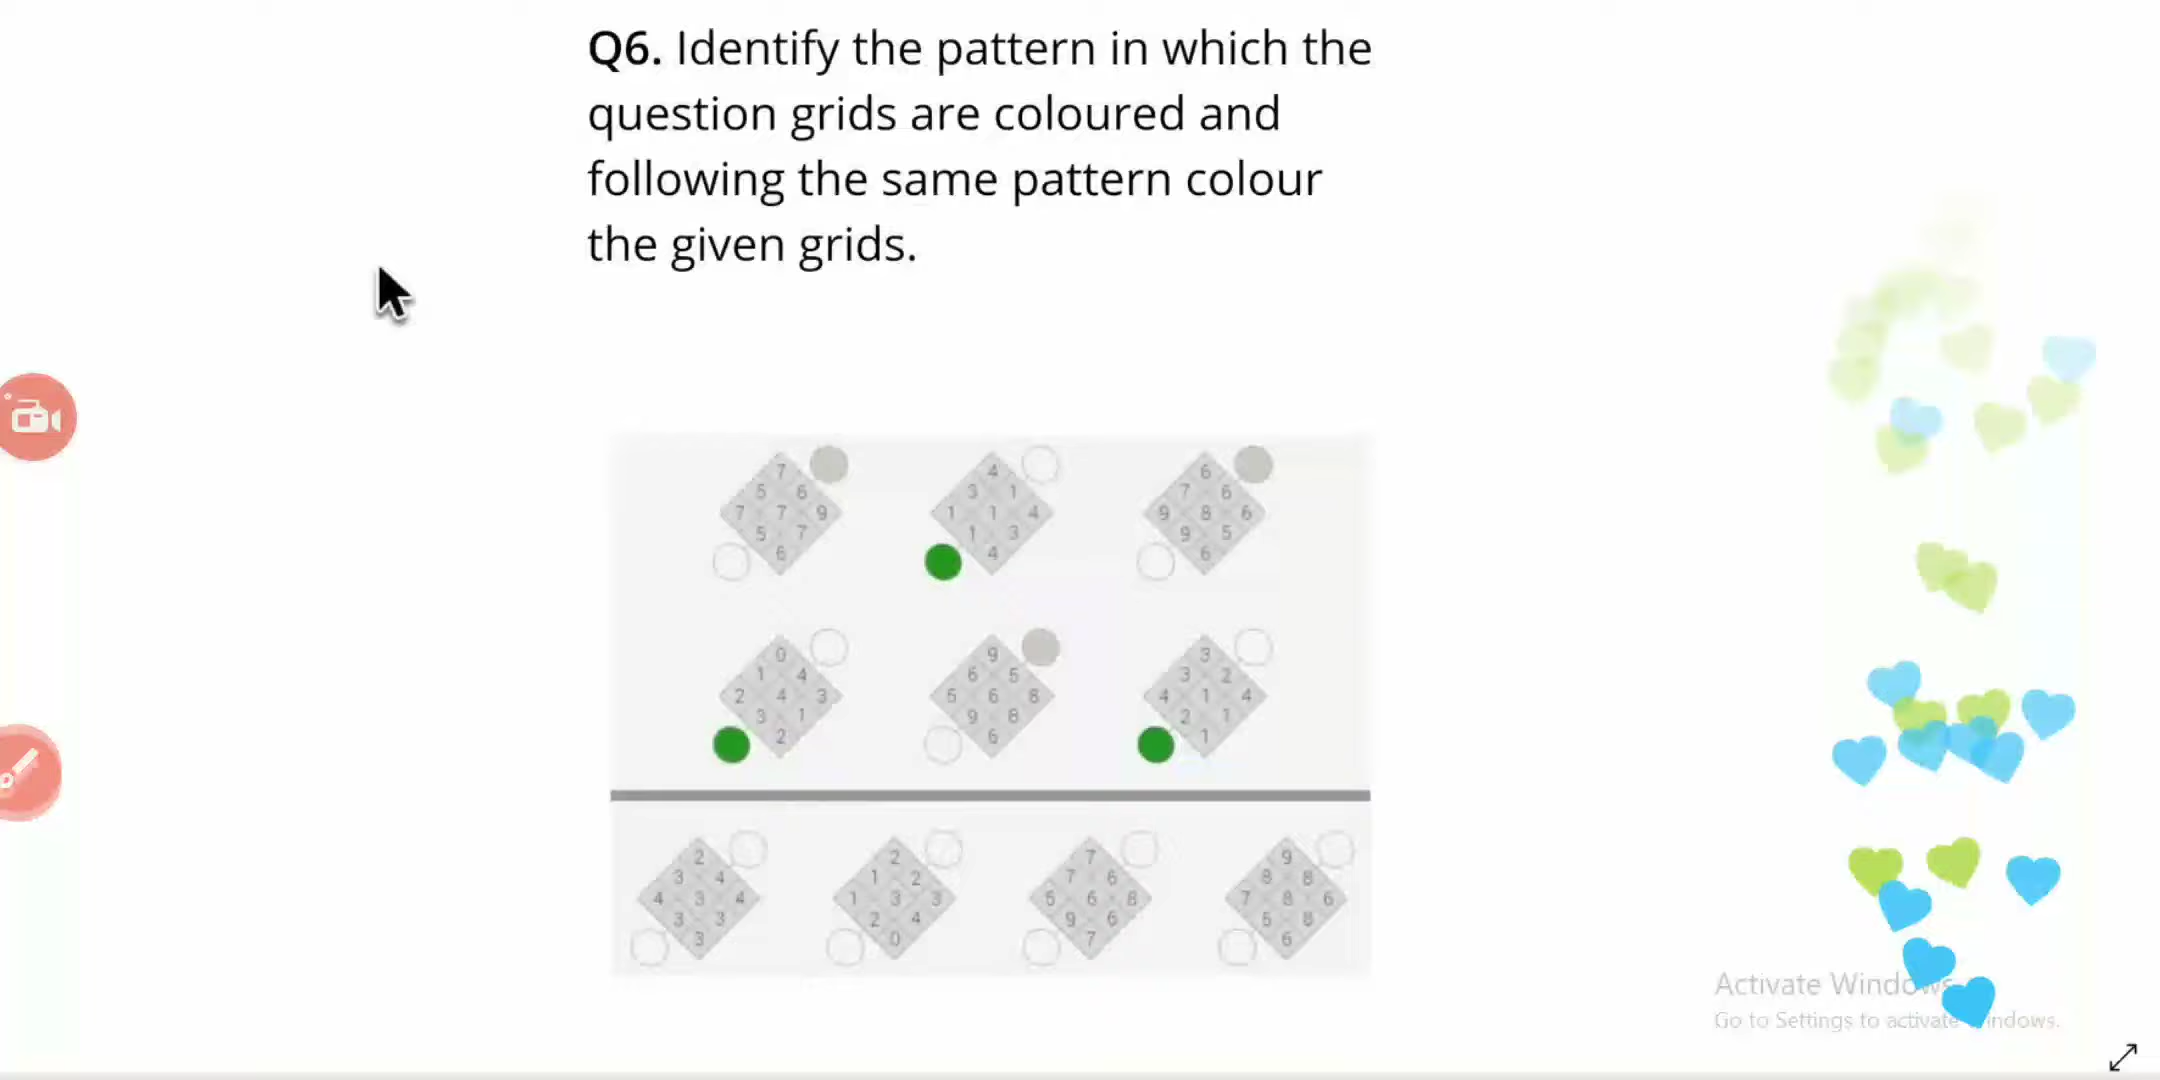 Q6. Identify the pattern in which the
question grids are coloured and
following the same pattern colour
the given grids.
7 4 6
5 6 3 1 7 6
7 7 9 1 1 4 9 8 6
5 7 1 3 9 5
6 4 6
0 9 3
1 4 6 5 3 2
2 4 3 5 6 8 4 1 4
3 1 9 8 2 1
2 6 1
2 2 7 9
3 4 1 2 7 6 8 8
4 3 4 1 3 3 5 6 8 7 8 6
3 3 2 4 9 6 8
3 0 7 6
Activate Windows
Go to Settings to activate Windows.